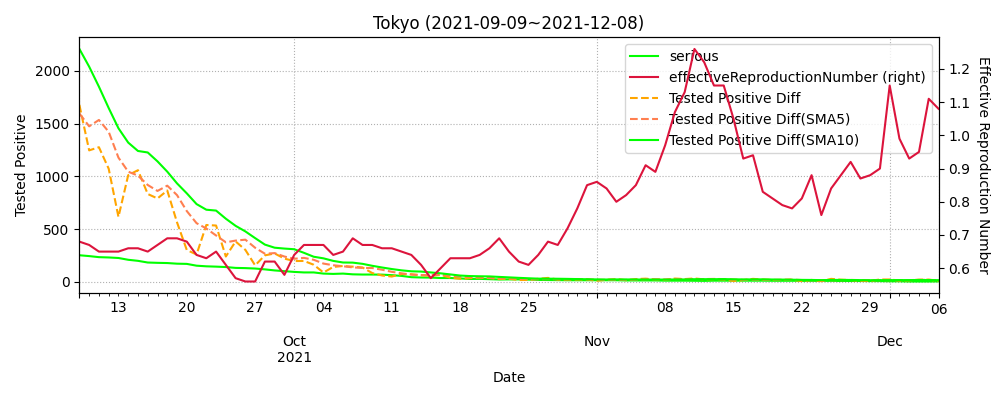 Tokyo (2021-09-09~2021-12-08)
serious
effectiveReproductionNumber (right)
Tested Positive Diff
Tested Positive Diff(SMA5)
Tested Positive Diff(SMA10)
Tested Positive
2000
1500
1000
500
0
Effective Reproduction Number
1.2
1.1
1.0
0.9
0.8
0.7
0.6
13 20 27 04 11 18 25 08 15 22 29 06
Oct Nov Dec
2021
Date